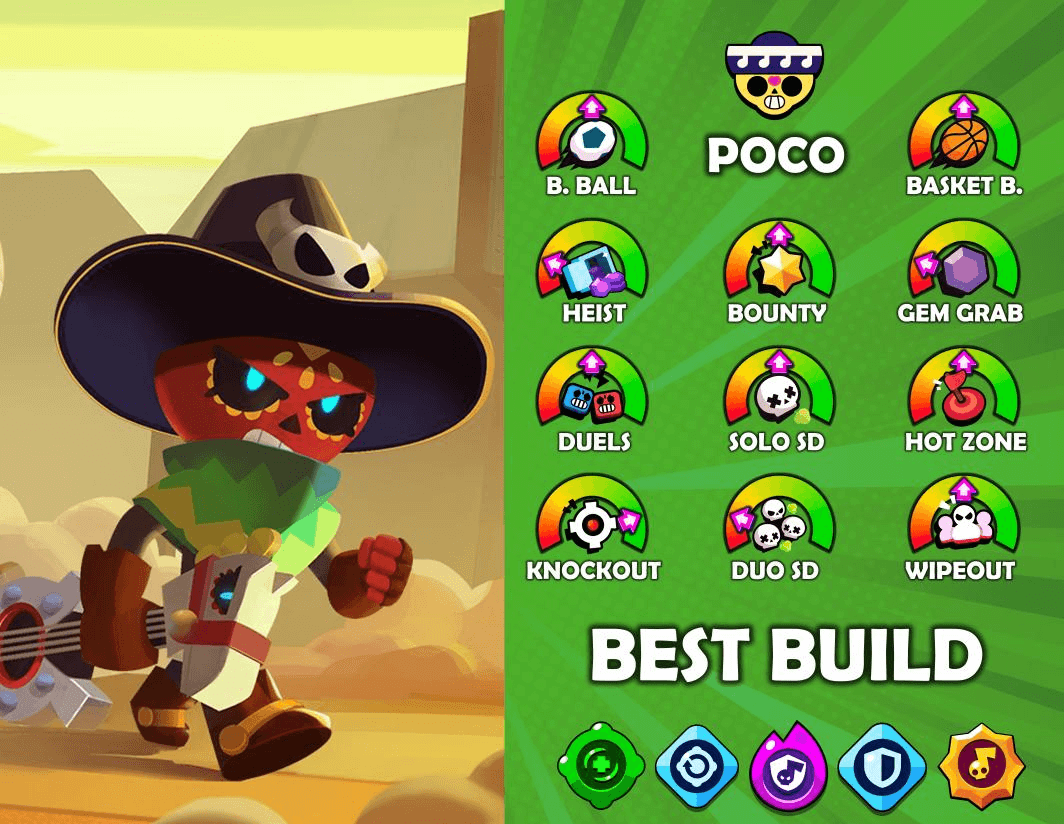 POCO
B. BALL
BASKET B.
HEIST
BOUNTY
GEM GRAB
DUELS
SOLO SD
HOT ZONE
KNOCKOUT
DUO SD
WIPEOUT
BEST BUILD